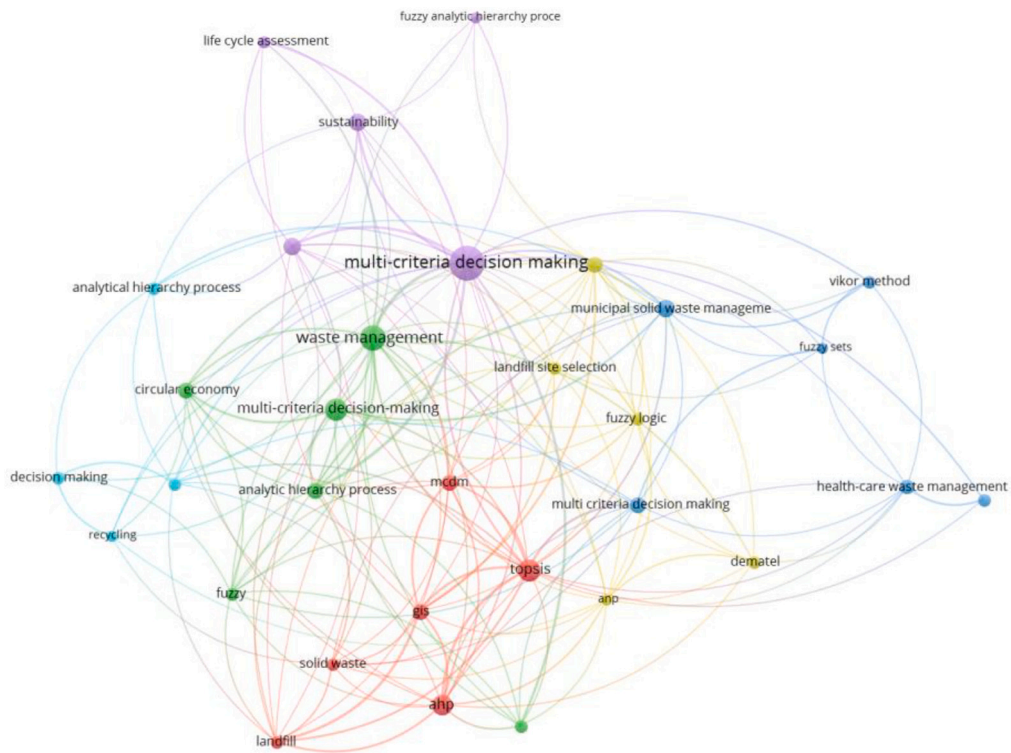 fuzzy analytic hierarchy proce
life cycle assessment
sustainability
multi-criteria decision making
analytical hierarchy process
vikor method
municipal solid waste manageme
waste management
fuzzy sets
landfill site selection
circular economy
multi-criteria decision-making
fuzzy logic
decision making
mcdm
analytic hierarchy process
health-care waste management
multi criteria decision making
recycling
dematel
topsis
fuzzy
anp
gis
solid waste
ahp
landfill